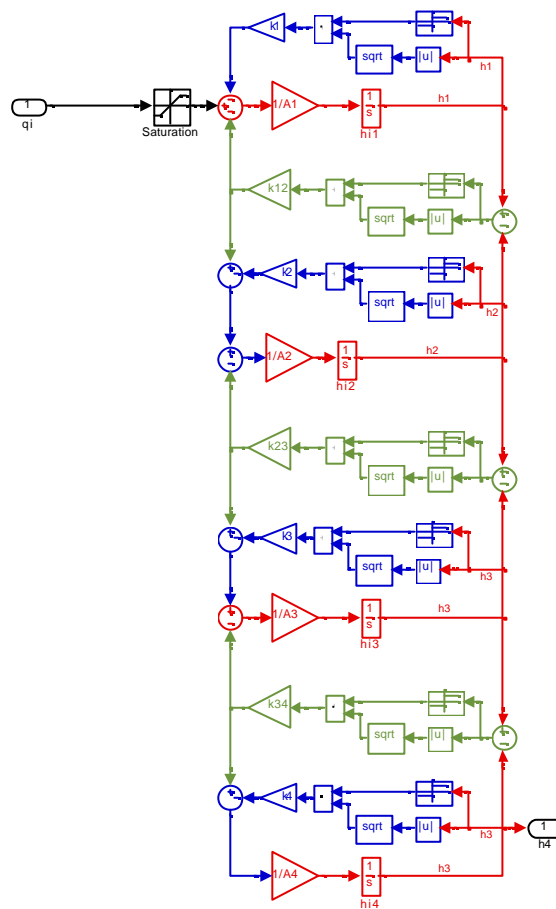 k1
sqrt
|u|
h1
1
qi
Saturation
1/A1
1
s
hi1
h1
k12
sqrt
|u|
k2
sqrt
|u|
h2
1/A2
1
s
hi2
h2
k23
sqrt
|u|
k3
sqrt
|u|
h3
1/A3
1
s
hi3
h3
k34
sqrt
|u|
k4
sqrt
|u|
h3
1
h4
1/A4
1
s
hi4
h3